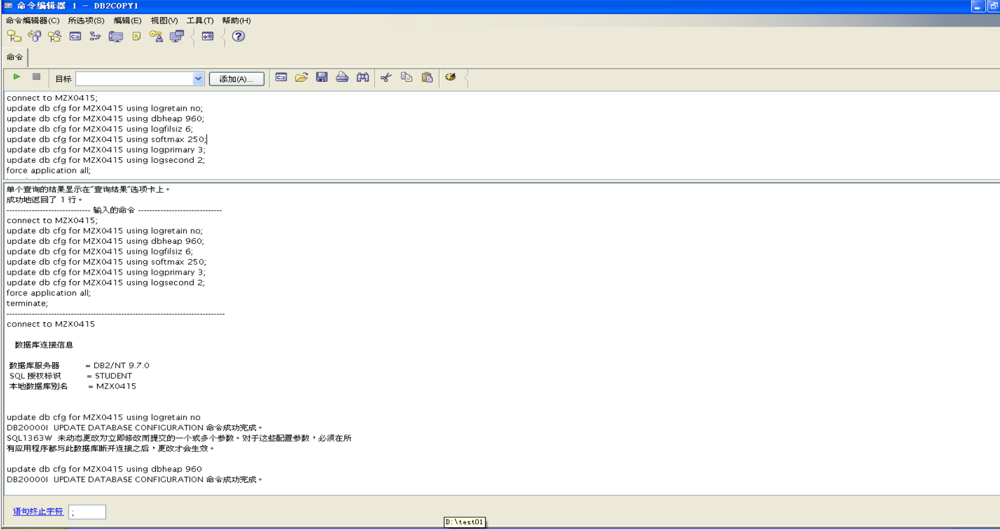 命令编辑器 1 - DB2COPY1
命令编辑器(C) 所选项(S) 编辑(E) 视图(V) 工具(T) 帮助(H)
命令
目标 添加(A)...
connect to MZX0415;
update db cfg for MZX0415 using logretain no;
update db cfg for MZX0415 using dbheap 960;
update db cfg for MZX0415 using logfilsiz 6;
update db cfg for MZX0415 using softmax 250;
update db cfg for MZX0415 using logprimary 3;
update db cfg for MZX0415 using logsecond 2;
force application all;
单个查询的结果显示在“查询结果”选项卡上。
成功地返回了 1 行。
------------------------------ 输入的命令 ------------------------------
connect to MZX0415;
update db cfg for MZX0415 using logretain no;
update db cfg for MZX0415 using dbheap 960;
update db cfg for MZX0415 using logfilsiz 6;
update db cfg for MZX0415 using softmax 250;
update db cfg for MZX0415 using logprimary 3;
update db cfg for MZX0415 using logsecond 2;
force application all;
terminate;
------------------------------------------------------------------------------
connect to MZX0415
数据库连接信息
数据库服务器 = DB2/NT 9.7.0
SQL 授权标识 = STUDENT
本地数据库别名 = MZX0415
update db cfg for MZX0415 using logretain no
DB20000I UPDATE DATABASE CONFIGURATION 命令成功完成。
SQL1363W 未动态更改为立即修改而提交的一个或多个参数。对于这些配置参数，必须在所
有应用程序都与此数据库断开连接之后，更改才会生效。
update db cfg for MZX0415 using dbheap 960
DB20000I UPDATE DATABASE CONFIGURATION 命令成功完成。
语句终止字符 ;
D:\test01